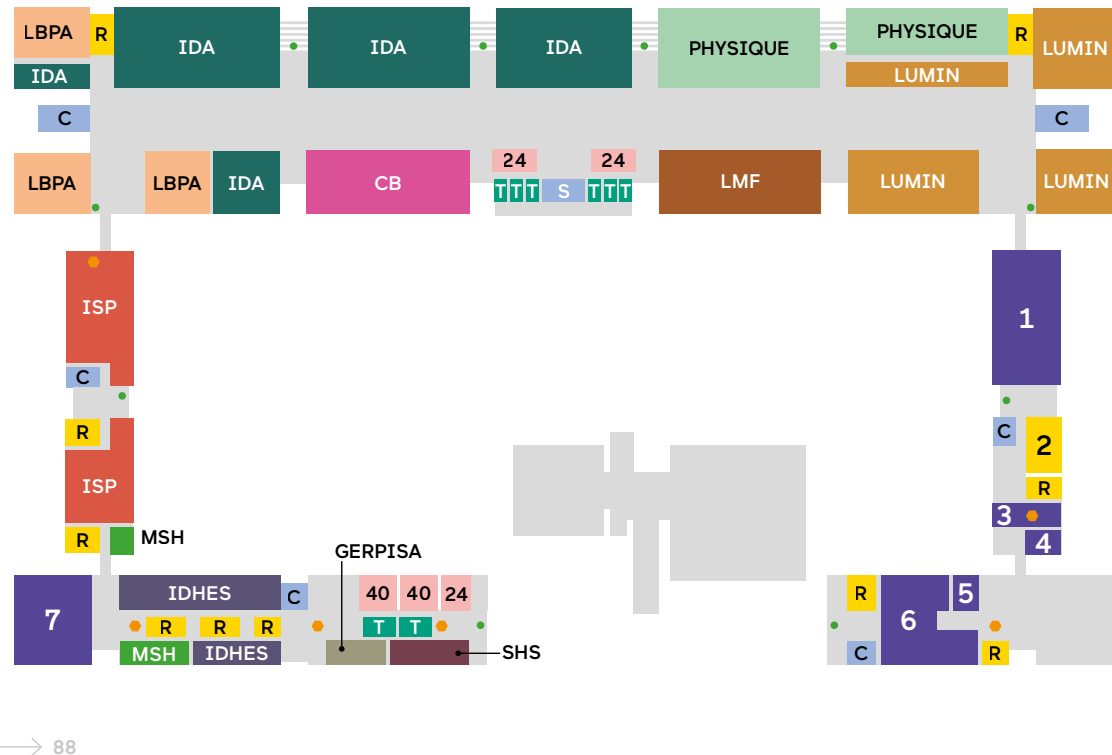 LBPA R IDA IDA IDA PHYSIQUE PHYSIQUE R LUMIN
IDA LUMIN
C C
24 24
LBPA LBPA IDA CB T T T S T T T LMF LUMIN LUMIN
ISP 1
C
R C 2
ISP R
3
R MSH 4
GERPISA
7 IDHES C 40 40 24 R 6 5
R R R T T
MSH IDHES SHS C R
→ 88